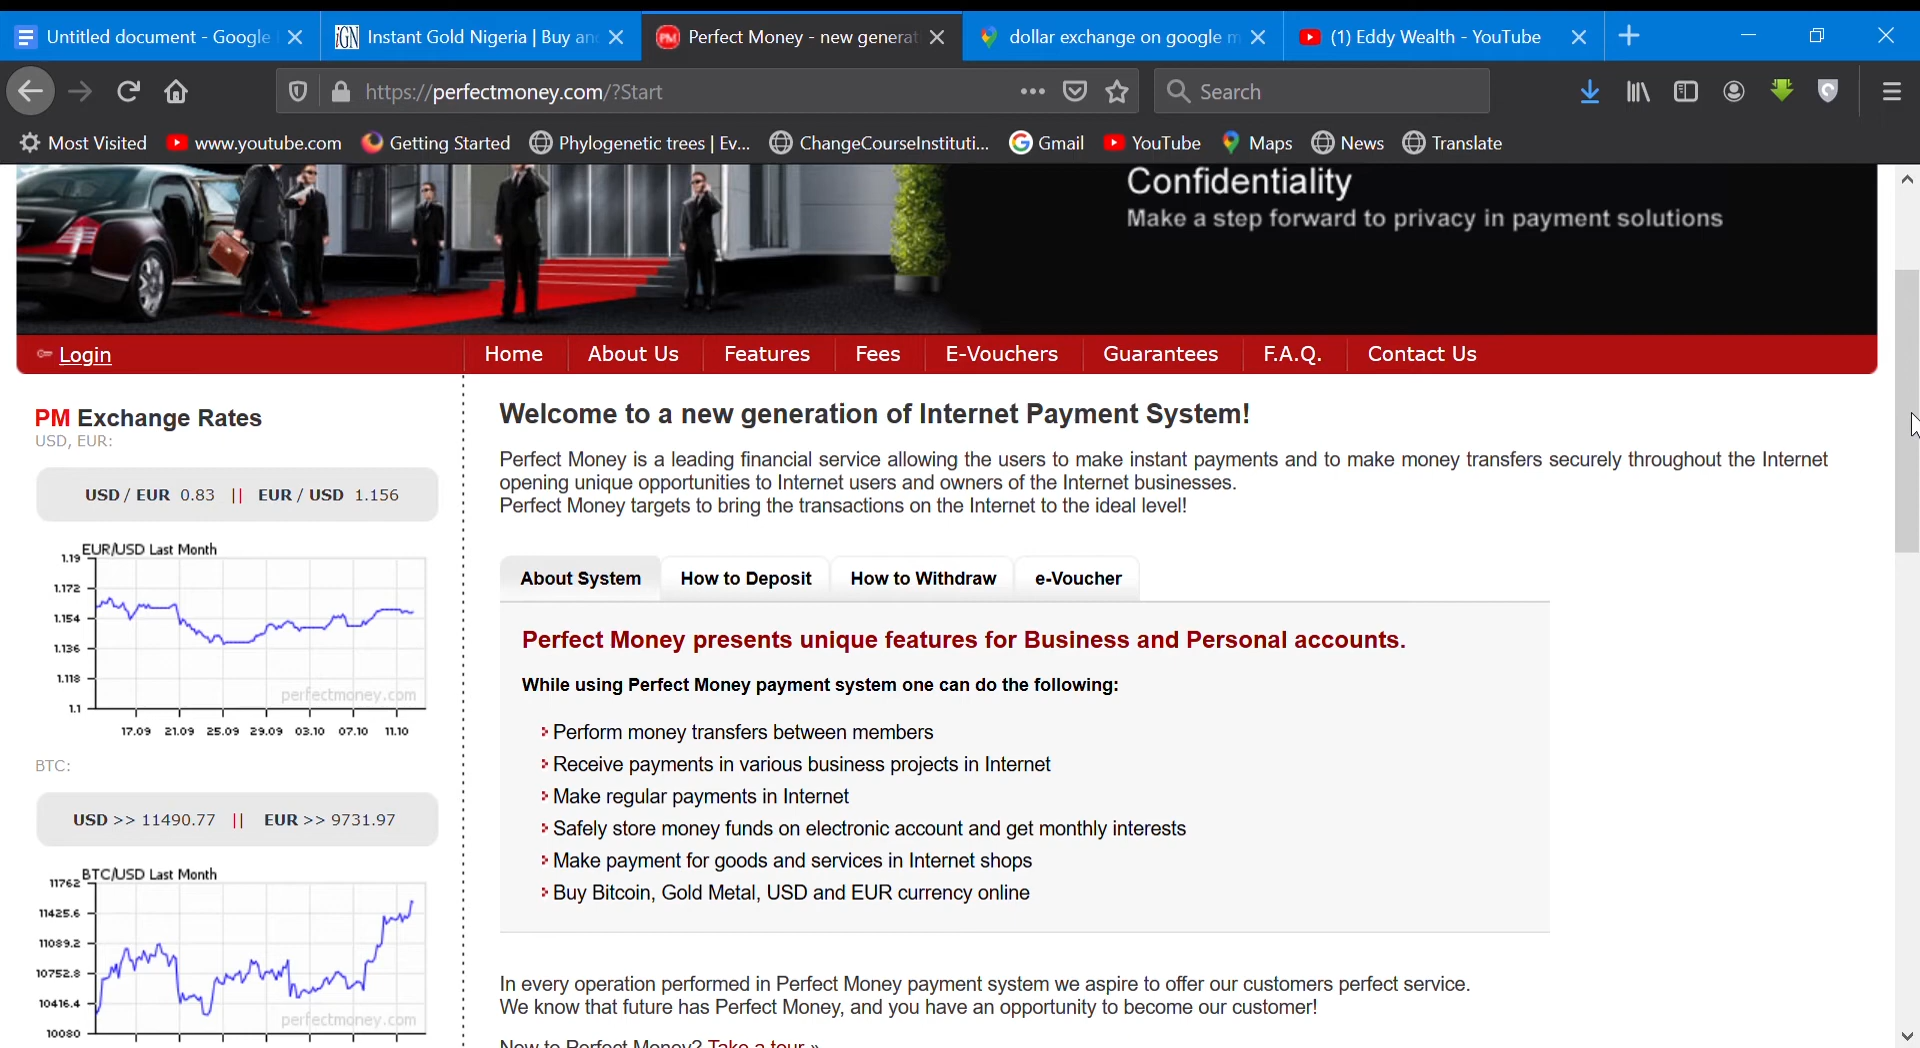 Untitled document - Google
Instant Gold Nigeria | Buy an
Perfect Money - new generat
dollar exchange on google m
(1) Eddy Wealth - YouTube
https://perfectmoney.com/?Start
Search
Most Visited
www.youtube.com
Getting Started
Phylogenetic trees | Ev...
ChangeCourseInstituti...
Gmail
YouTube
Maps
News
Translate
Confidentiality
Make a step forward to privacy in payment solutions
Login
Home
About Us
Features
Fees
E-Vouchers
Guarantees
F.A.Q.
Contact Us
PM Exchange Rates
USD, EUR:
USD / EUR 0.83 || EUR / USD 1.156
EUR/USD Last Month
1.19
1.172
1.154
1.136
1.118
1.1
perfectmoney.com
17.09 21.09 25.09 29.09 03.10 07.10 11.10
BTC:
USD >> 11490.77 || EUR >> 9731.97
BTC/USD Last Month
11762
11425.6
11089.2
10752.8
10416.4
10080
perfectmoney.com
Welcome to a new generation of Internet Payment System!
Perfect Money is a leading financial service allowing the users to make instant payments and to make money transfers securely throughout the Internet
opening unique opportunities to Internet users and owners of the Internet businesses.
Perfect Money targets to bring the transactions on the Internet to the ideal level!
About System
How to Deposit
How to Withdraw
e-Voucher
Perfect Money presents unique features for Business and Personal accounts.
While using Perfect Money payment system one can do the following:
Perform money transfers between members
Receive payments in various business projects in Internet
Make regular payments in Internet
Safely store money funds on electronic account and get monthly interests
Make payment for goods and services in Internet shops
Buy Bitcoin, Gold Metal, USD and EUR currency online
In every operation performed in Perfect Money payment system we aspire to offer our customers perfect service.
We know that future has Perfect Money, and you have an opportunity to become our customer!
New to Perfect Money? Take a tour »